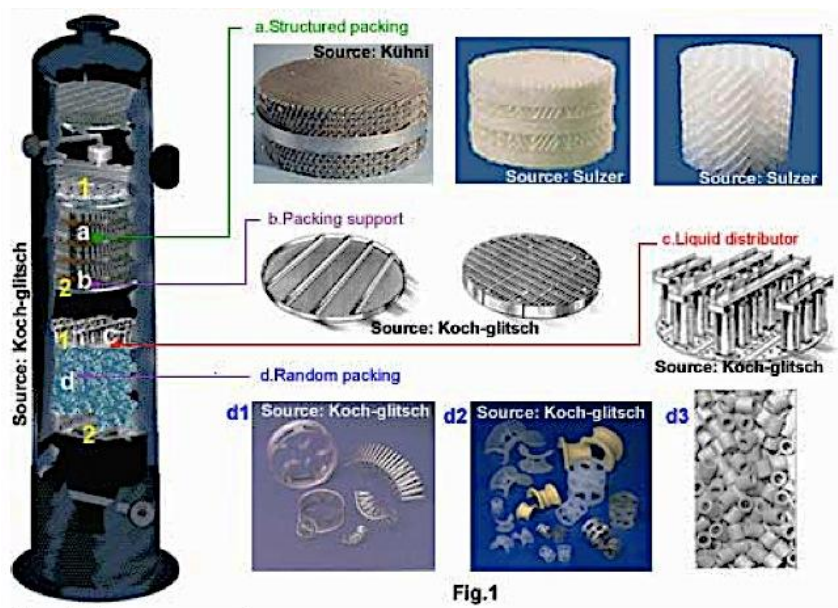 a.Structured packing
Source: Kühni
Source: Sulzer
Source: Sulzer
1
a
b.Packing support
c.Liquid distributor
b
2
Source: Koch-glitsch
Source: Koch-glitsch
1
c
Source: Koch-glitsch
d
d.Random packing
d1
Source: Koch-glitsch
d2
Source: Koch-glitsch
d3
2
Fig.1